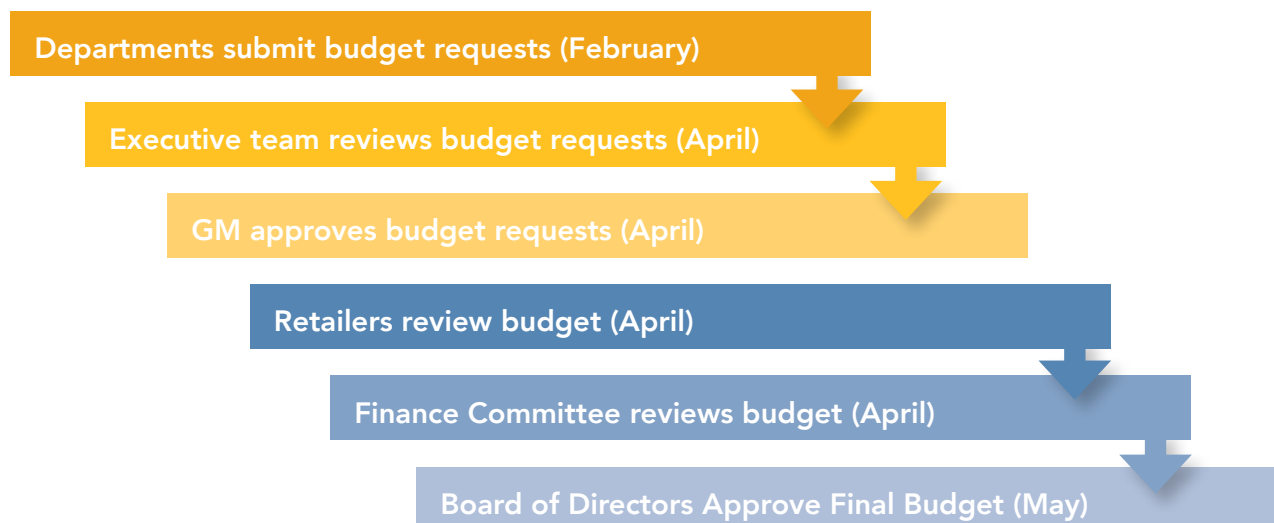 Departments submit budget requests (February)
Executive team reviews budget requests (April)
GM approves budget requests (April)
Retailers review budget (April)
Finance Committee reviews budget (April)
Board of Directors Approve Final Budget (May)